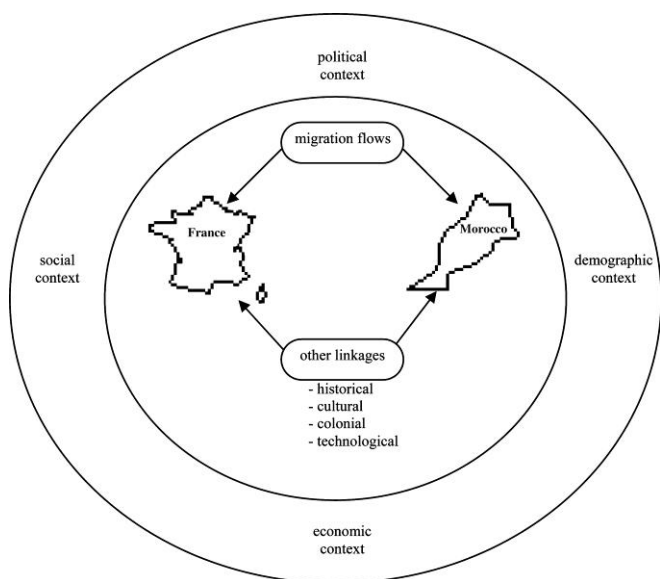 political
context
migration flows
France
Morocco
social
context
demographic
context
other linkages
- historical
- cultural
- colonial
- technological
economic
context